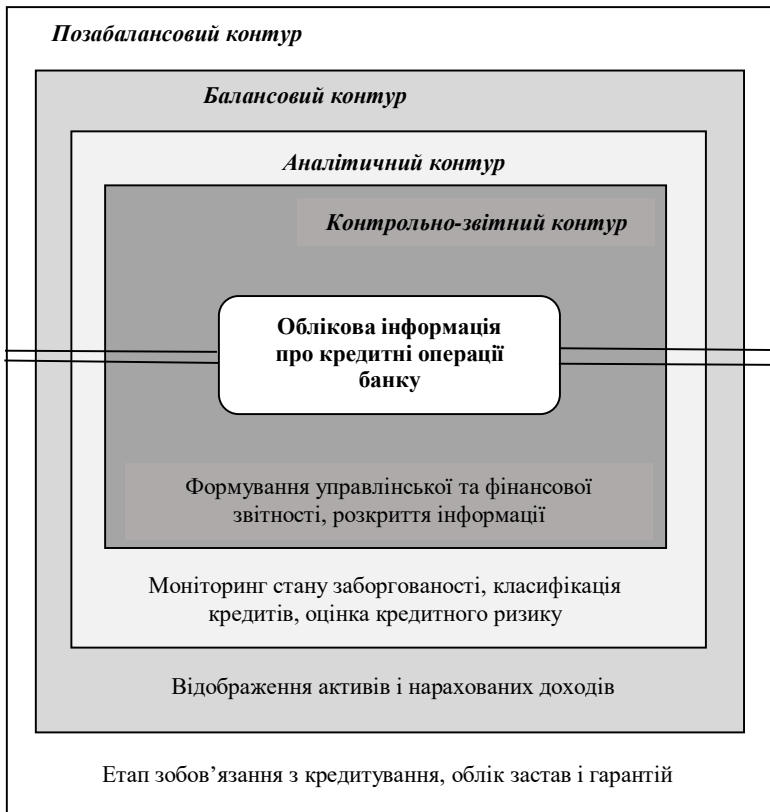 Позабалансовий контур
Балансовий контур
Аналітичний контур
Контрольно-звітний контур
Облікова інформація
про кредитні операції
банку
Формування управлінської та фінансової
звітності, розкриття інформації
Моніторинг стану заборгованості, класифікація
кредитів, оцінка кредитного ризику
Відображення активів і нарахованих доходів
Етап зобов’язання з кредитування, облік застав і гарантій